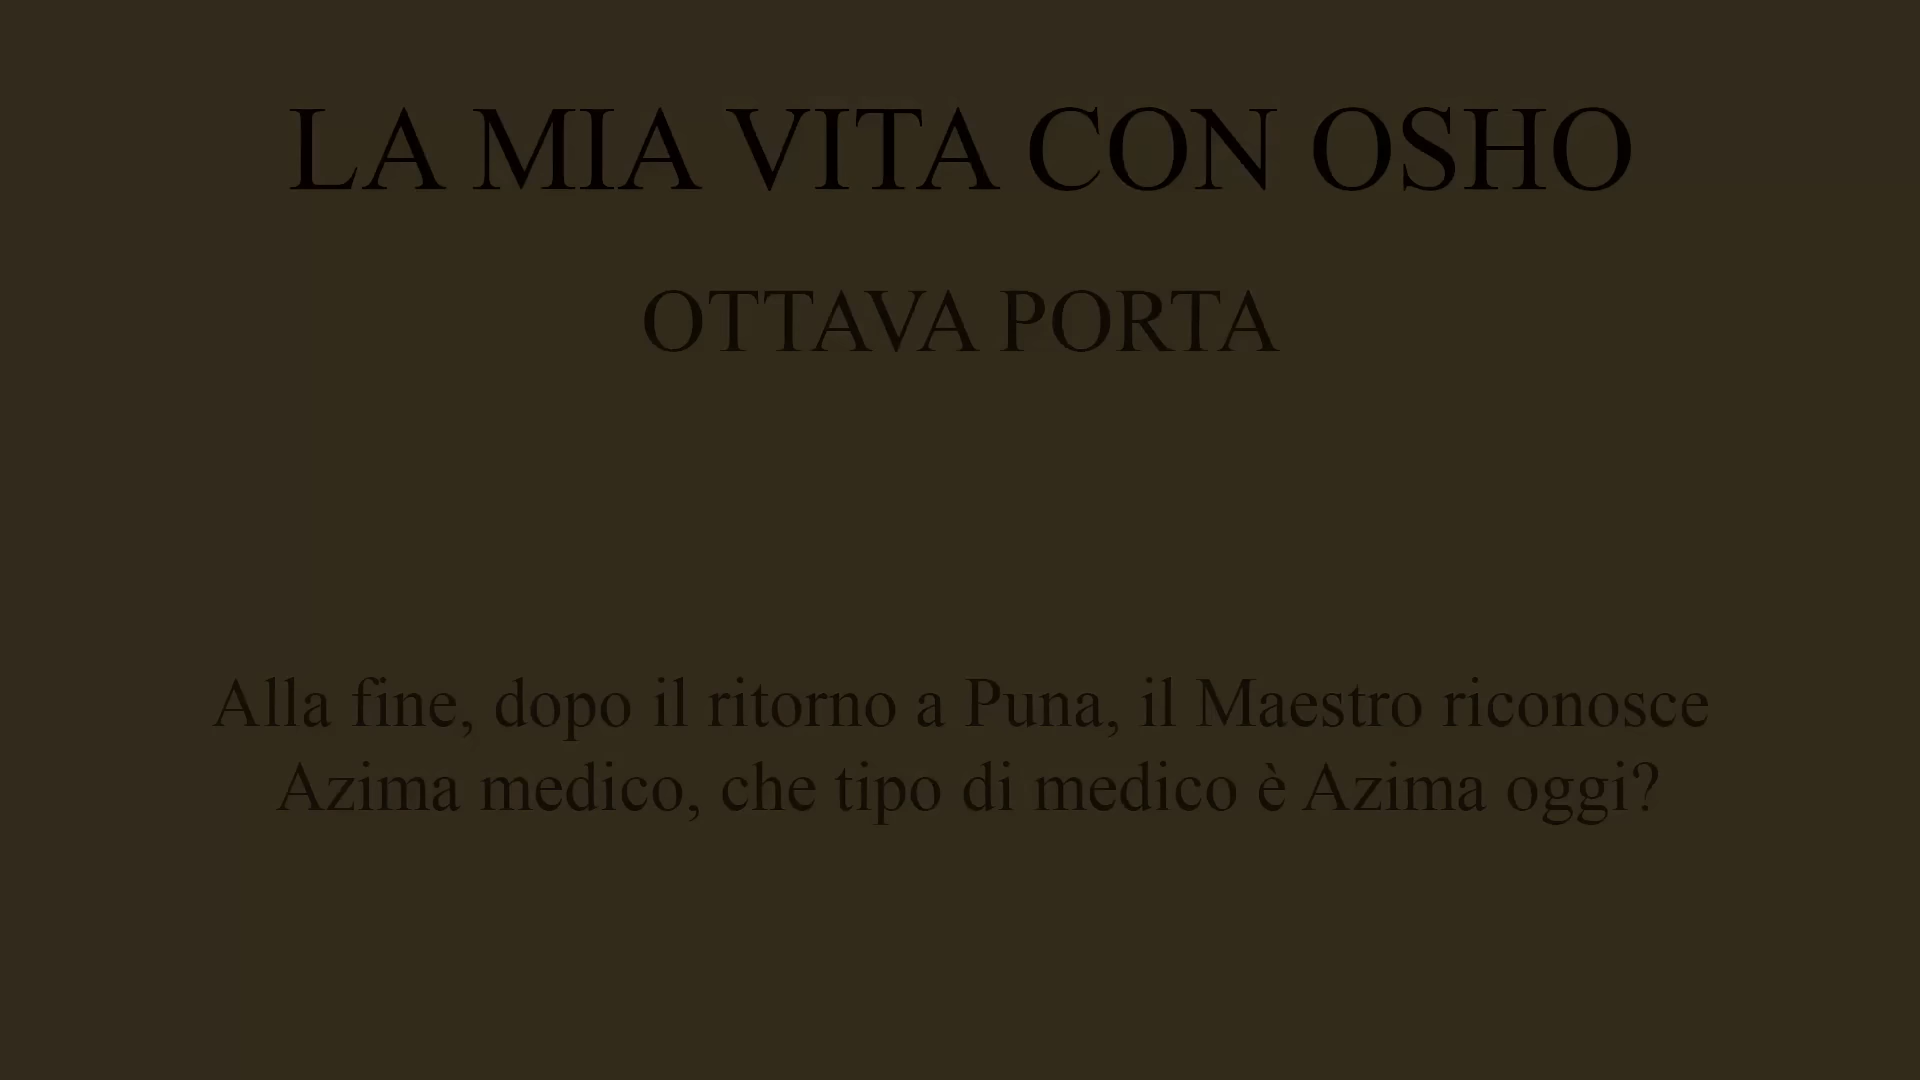 LA MIA VITA CON OSHO
OTTAVA PORTA
Alla fine, dopo il ritorno a Puna, il Maestro riconosce
Azima medico, che tipo di medico è Azima oggi?